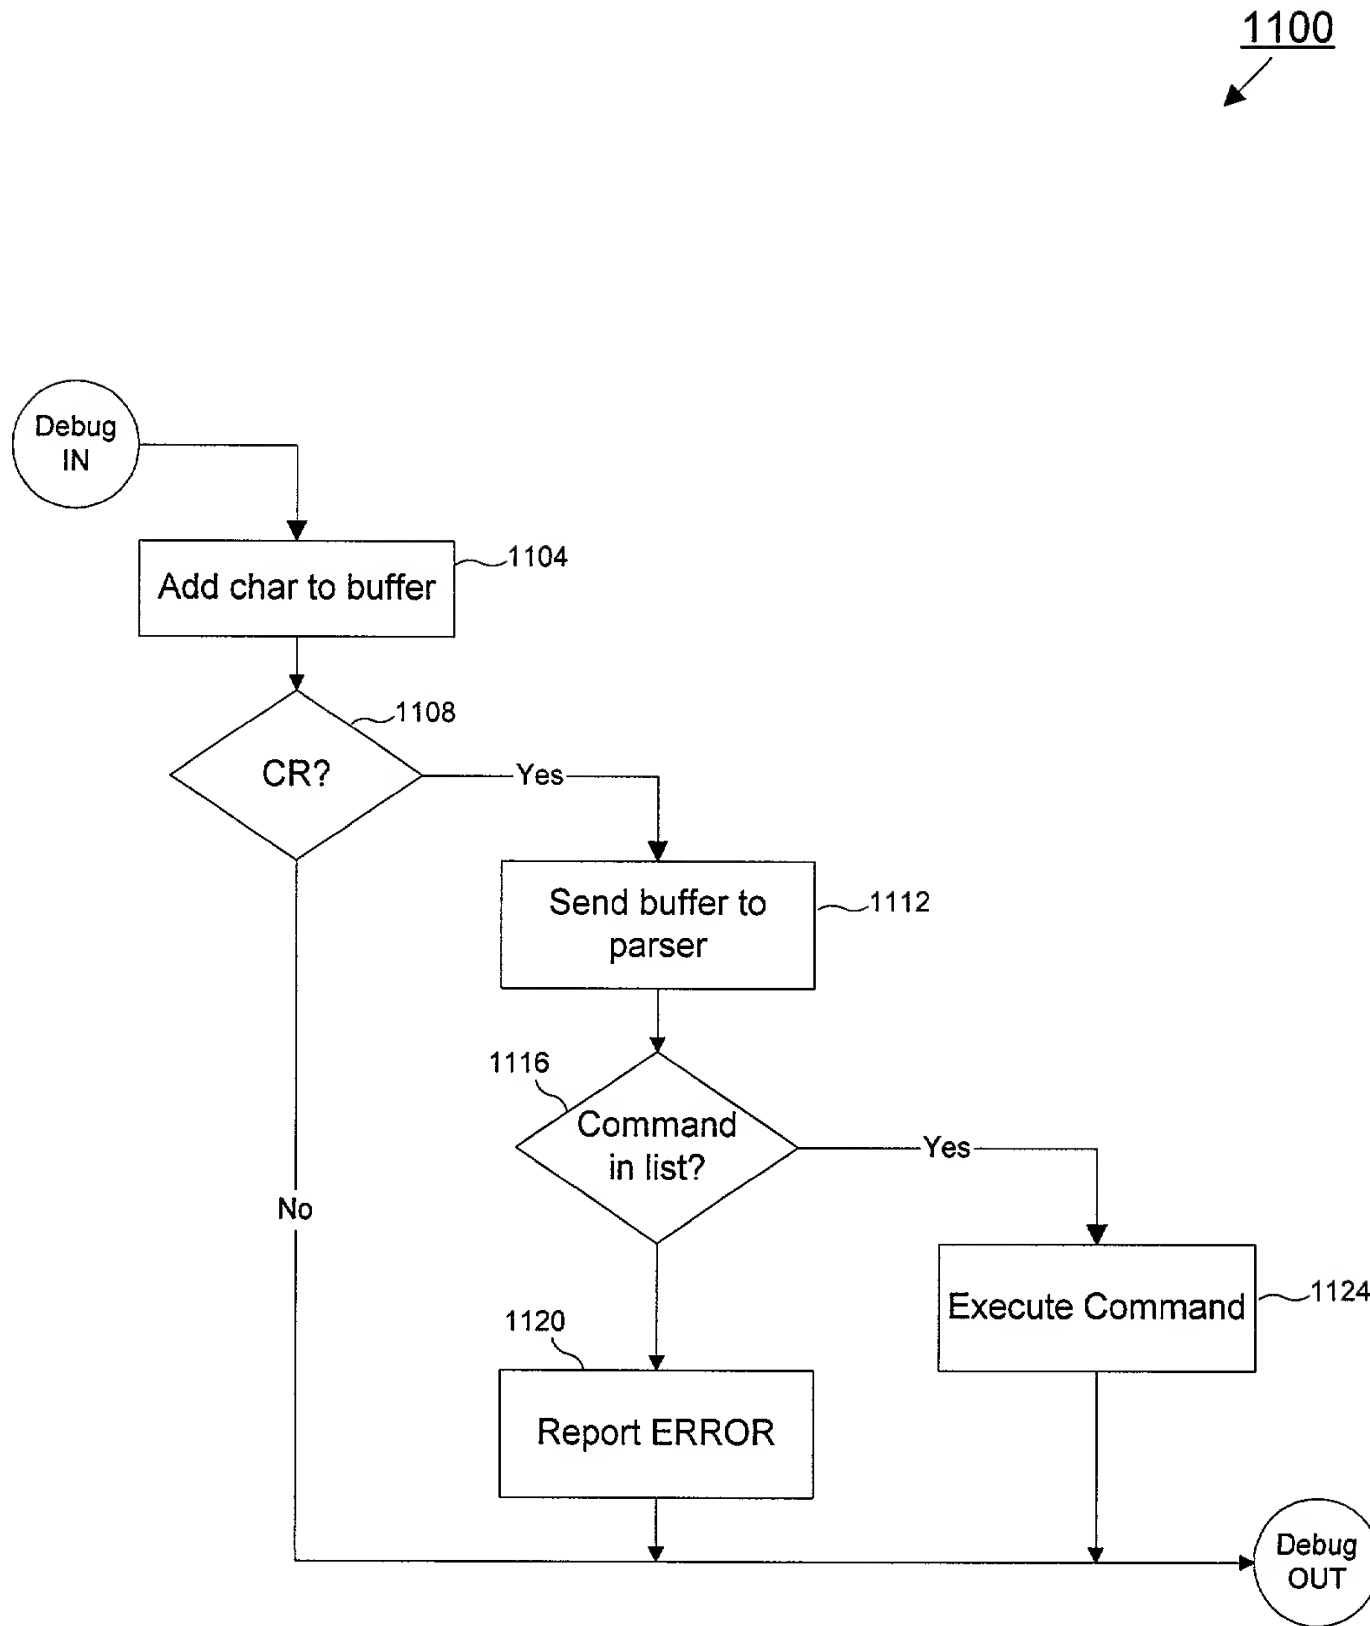 1100
Debug
IN
Add char to buffer
1104
CR?
1108
Yes
Send buffer to
parser
1112
1116
Command
in list?
Yes
No
Execute Command
1124
1120
Report ERROR
Debug
OUT